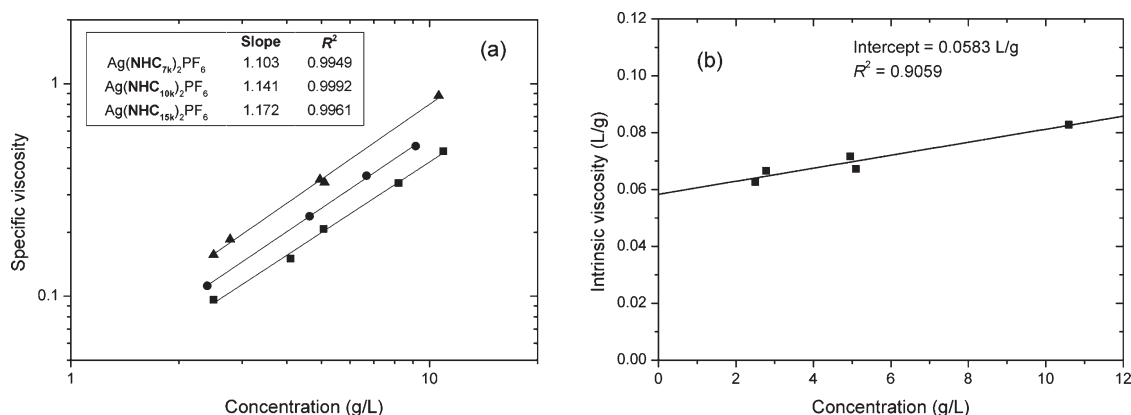 (a)
Slope R²
Ag(NHC₇ₖ)₂PF₆ 1.103 0.9949
Ag(NHC₁₀ₖ)₂PF₆ 1.141 0.9992
Ag(NHC₁₅ₖ)₂PF₆ 1.172 0.9961
1
0.1
Specific viscosity
1 10
Concentration (g/L)
(b)
Intercept = 0.0583 L/g
R² = 0.9059
0.12
0.10
0.08
0.06
0.04
0.02
0.00
Intrinsic viscosity (L/g)
0 2 4 6 8 10 12
Concentration (g/L)